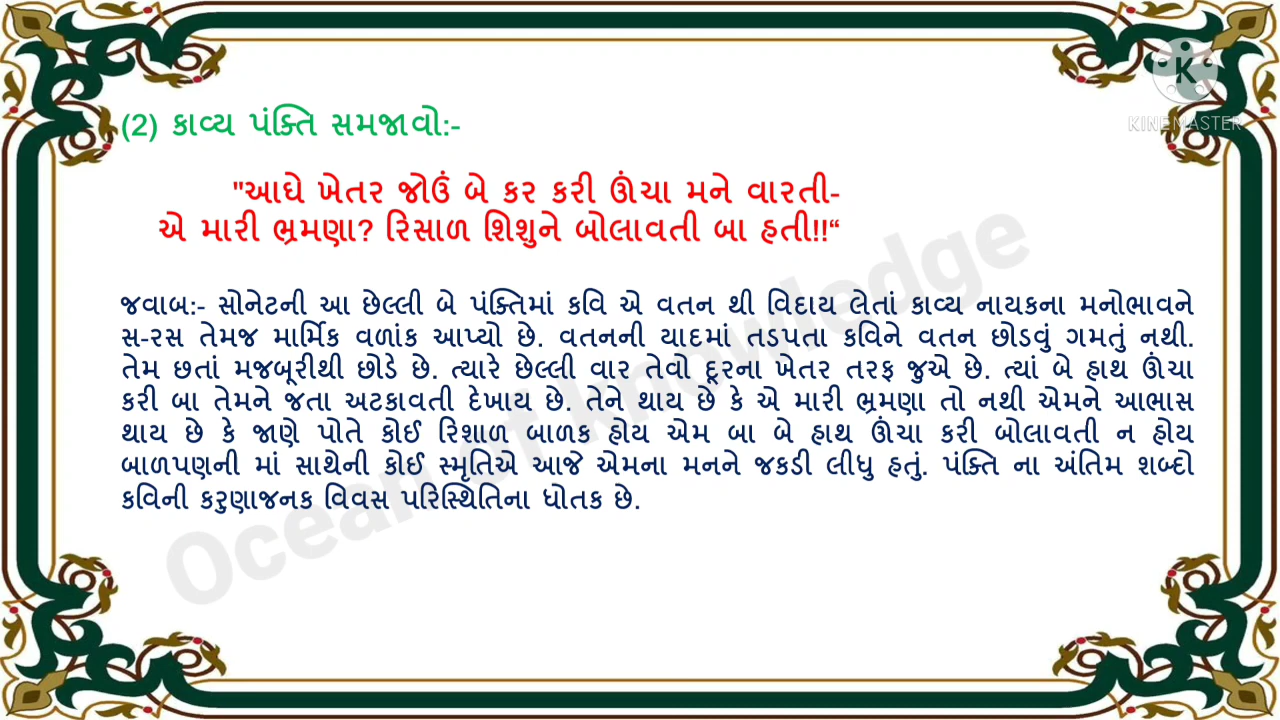 K
KINEMASTER
(2) કાવ્ય પંક્તિ સમજાવો:-
"આઘે ખેતર જોઉં બે કર કરી ઊંચા મને વારતી-
એ મારી ભ્રમણા? રિસાળ શિશુને બોલાવતી બા હતી!!“
જવાબ:- સોનેટની આ છેલ્લી બે પંક્તિમાં કવિ એ વતન થી વિદાય લેતાં કાવ્ય નાયકના મનોભાવને
સ-રસ તેમજ માર્મિક વળાંક આપ્યો છે. વતનની યાદમાં તડપતા કવિને વતન છોડવું ગમતું નથી.
તેમ છતાં મજબૂરીથી છોડે છે. ત્યારે છેલ્લી વાર તેવો દૂરના ખેતર તરફ જુએ છે. ત્યાં બે હાથ ઊંચા
કરી બા તેમને જતા અટકાવતી દેખાય છે. તેને થાય છે કે એ મારી ભ્રમણા તો નથી એમને આભાસ
થાય છે કે જાણે પોતે કોઈ રિશાળ બાળક હોય એમ બા બે હાથ ઊંચા કરી બોલાવતી ન હોય
બાળપણની માં સાથેની કોઈ સ્મૃતિએ આજે એમના મનને જકડી લીધુ હતું. પંક્તિ ના અંતિમ શબ્દો
કવિની કરુણાજનક વિવસ પરિસ્થિતિના ધોતક છે.
Ocean of knowledge